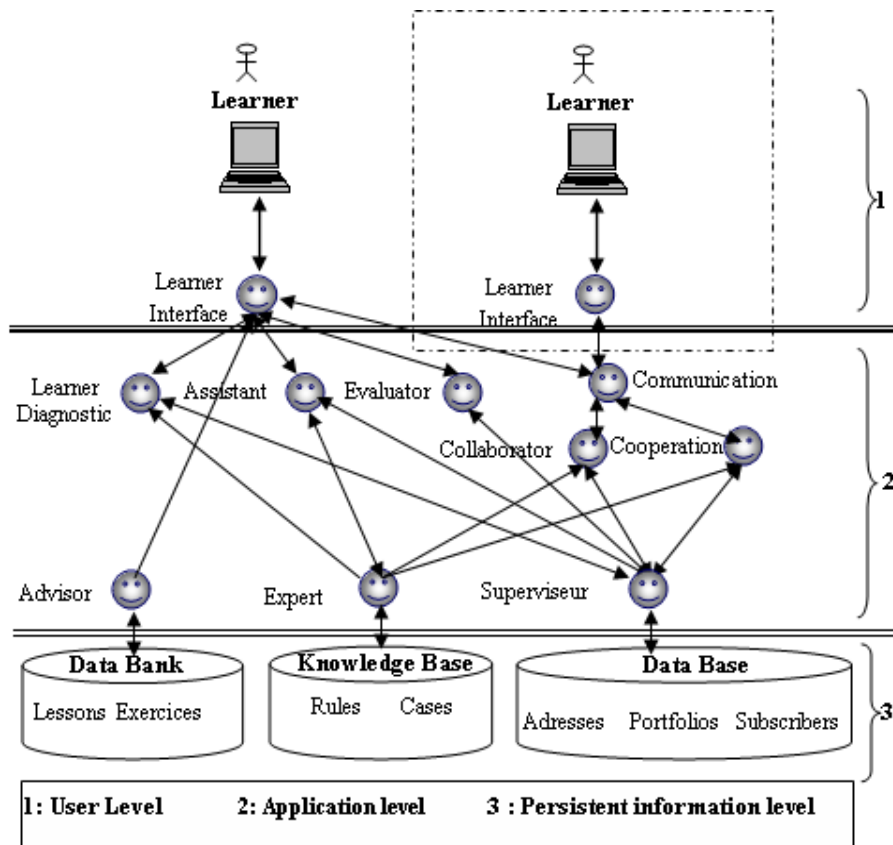 Learner
Learner
1
Learner
Interface
Learner
Interface
Learner
Diagnostic
Assistant
Evaluator
Communication
Collaborator
Cooperation
2
Advisor
Expert
Superviseur
Data Bank
Knowledge Base
Data Base
Lessons Exercices
Rules Cases
Adresses Portfolios Subscribers
3
1: User Level 2: Application level 3 : Persistent information level